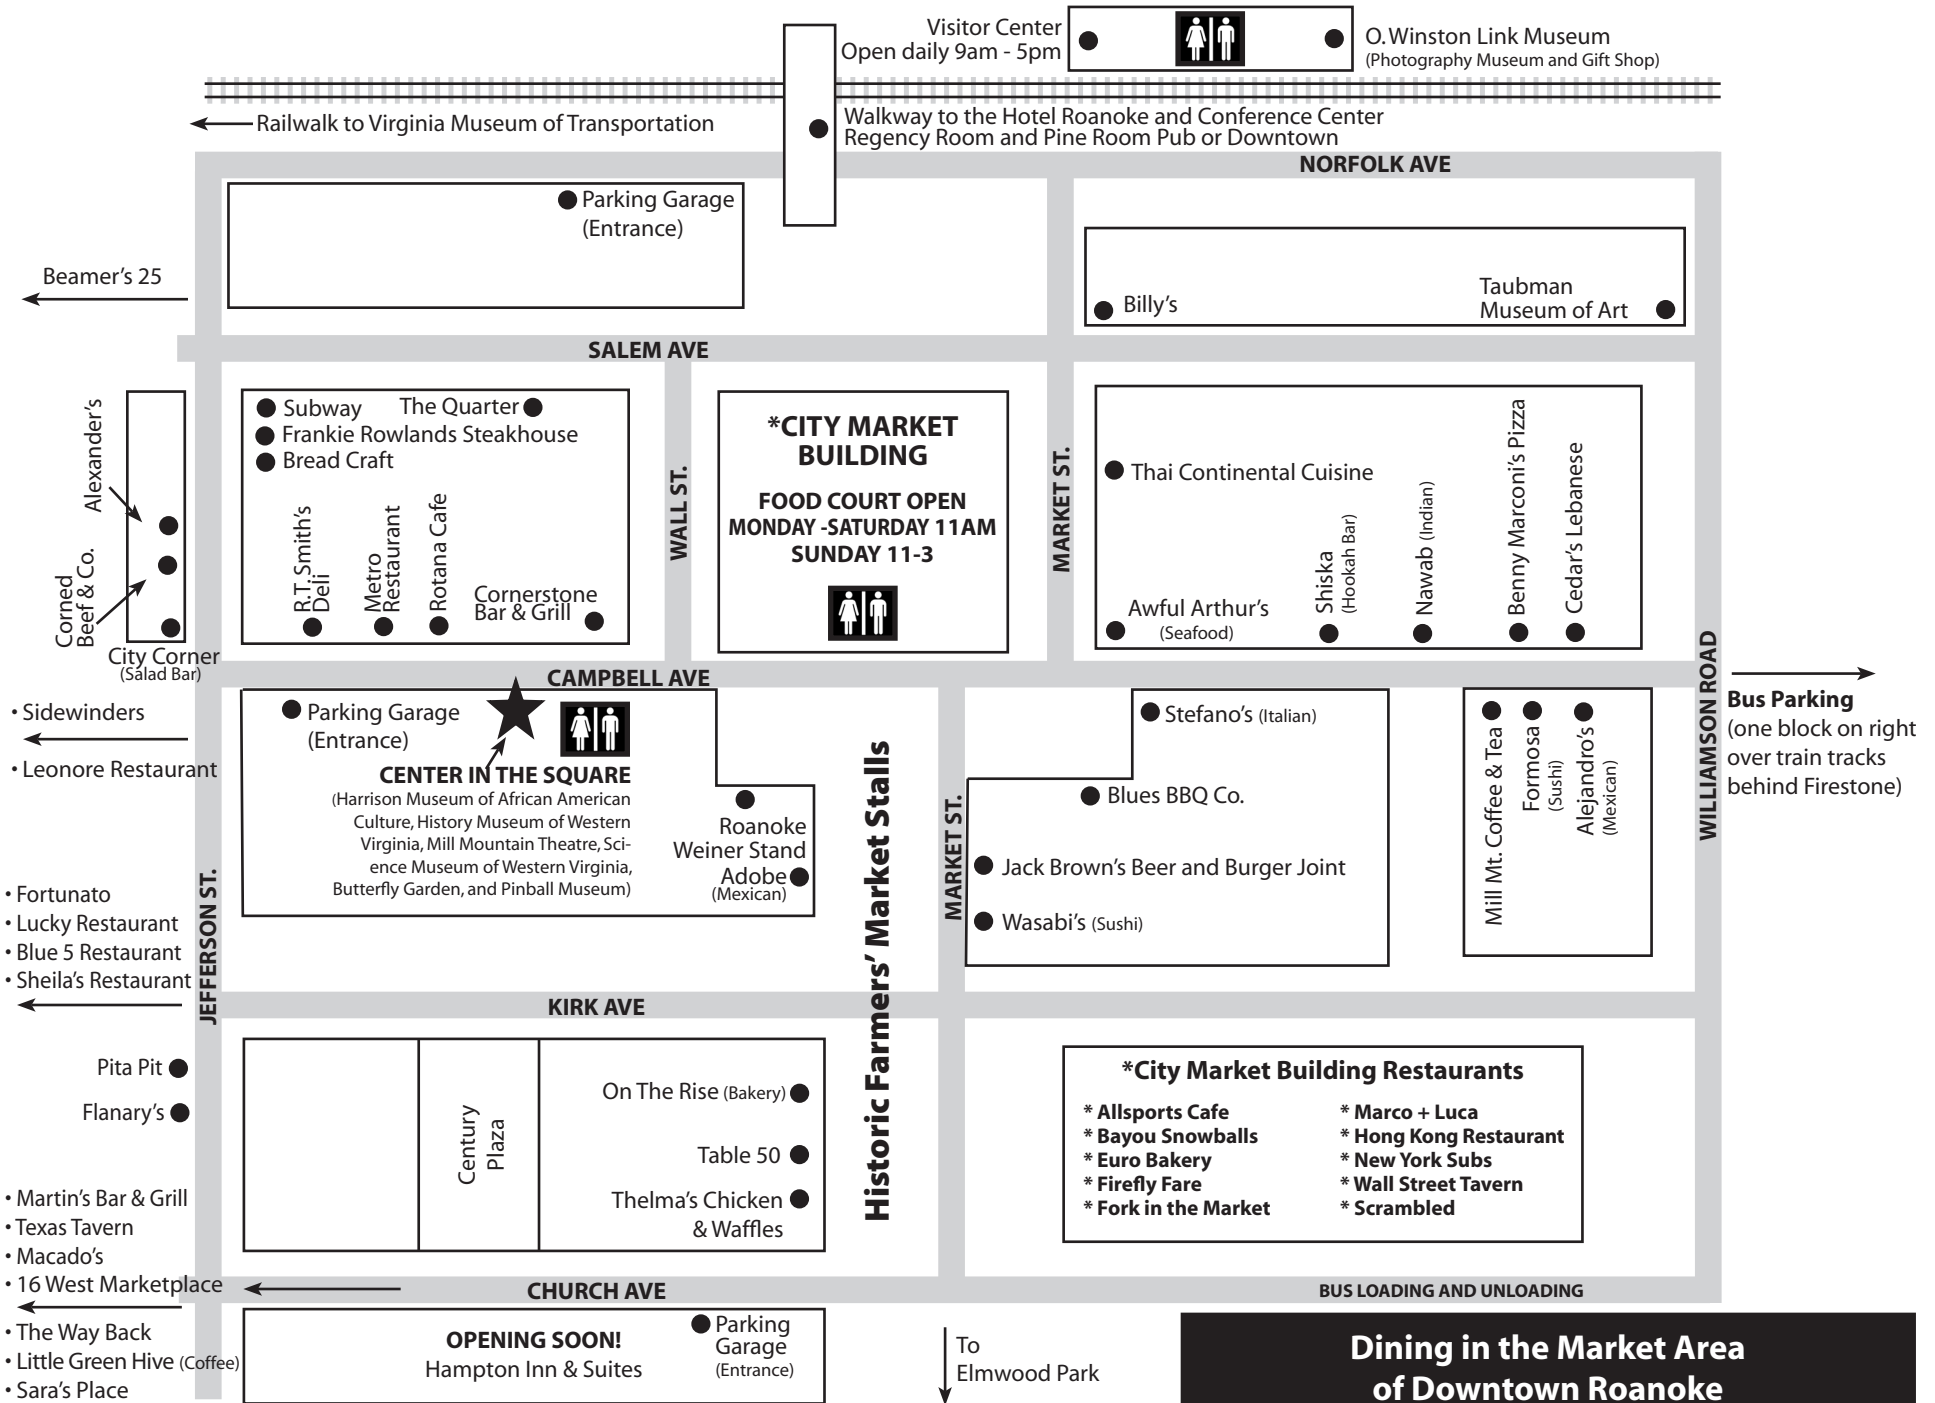 Visitor Center
Open daily 9am - 5pm
O. Winston Link Museum
(Photography Museum and Gift Shop)
Railwalk to Virginia Museum of Transportation
Walkway to the Hotel Roanoke and Conference Center
Regency Room and Pine Room Pub or Downtown
NORFOLK AVE
Parking Garage
(Entrance)
Beamer's 25
Billy's
Taubman
Museum of Art
SALEM AVE
Alexander's
Corned
Beef & Co.
City Corner
(Salad Bar)
Subway
The Quarter
Frankie Rowlands Steakhouse
Bread Craft
R.T. Smith's
Deli
Metro
Restaurant
Rotana Cafe
Cornerstone
Bar & Grill
WALL ST.
*CITY MARKET
BUILDING
FOOD COURT OPEN
MONDAY -SATURDAY 11AM
SUNDAY 11-3
MARKET ST.
Thai Continental Cuisine
Awful Arthur's
(Seafood)
Shiska
(Hookah Bar)
Nawab (Indian)
Benny Marconi's Pizza
Cedar's Lebanese
CAMPBELL AVE
WILLIAMSON ROAD
Bus Parking
(one block on right
over train tracks
behind Firestone)
• Sidewinders
• Leonore Restaurant
Parking Garage
(Entrance)
CENTER IN THE SQUARE
(Harrison Museum of African American
Culture, History Museum of Western
Virginia, Mill Mountain Theatre, Sci-
ence Museum of Western Virginia,
Butterfly Garden, and Pinball Museum)
Roanoke
Weiner Stand
Adobe
(Mexican)
Historic Farmers' Market Stalls
MARKET ST.
Stefano's (Italian)
Blues BBQ Co.
Jack Brown's Beer and Burger Joint
Wasabi's (Sushi)
Mill Mt. Coffee & Tea
Formosa
(Sushi)
Alejandro's
(Mexican)
• Fortunato
• Lucky Restaurant
• Blue 5 Restaurant
• Sheila's Restaurant
JEFFERSON ST.
KIRK AVE
Pita Pit
Flanary's
Century
Plaza
On The Rise (Bakery)
Table 50
Thelma's Chicken
& Waffles
*City Market Building Restaurants
* Allsports Cafe
* Bayou Snowballs
* Euro Bakery
* Firefly Fare
* Fork in the Market
* Marco + Luca
* Hong Kong Restaurant
* New York Subs
* Wall Street Tavern
* Scrambled
• Martin's Bar & Grill
• Texas Tavern
• Macado's
• 16 West Marketplace
CHURCH AVE
BUS LOADING AND UNLOADING
• The Way Back
• Little Green Hive (Coffee)
• Sara's Place
OPENING SOON!
Hampton Inn & Suites
Parking
Garage
(Entrance)
To
Elmwood Park
Dining in the Market Area
of Downtown Roanoke